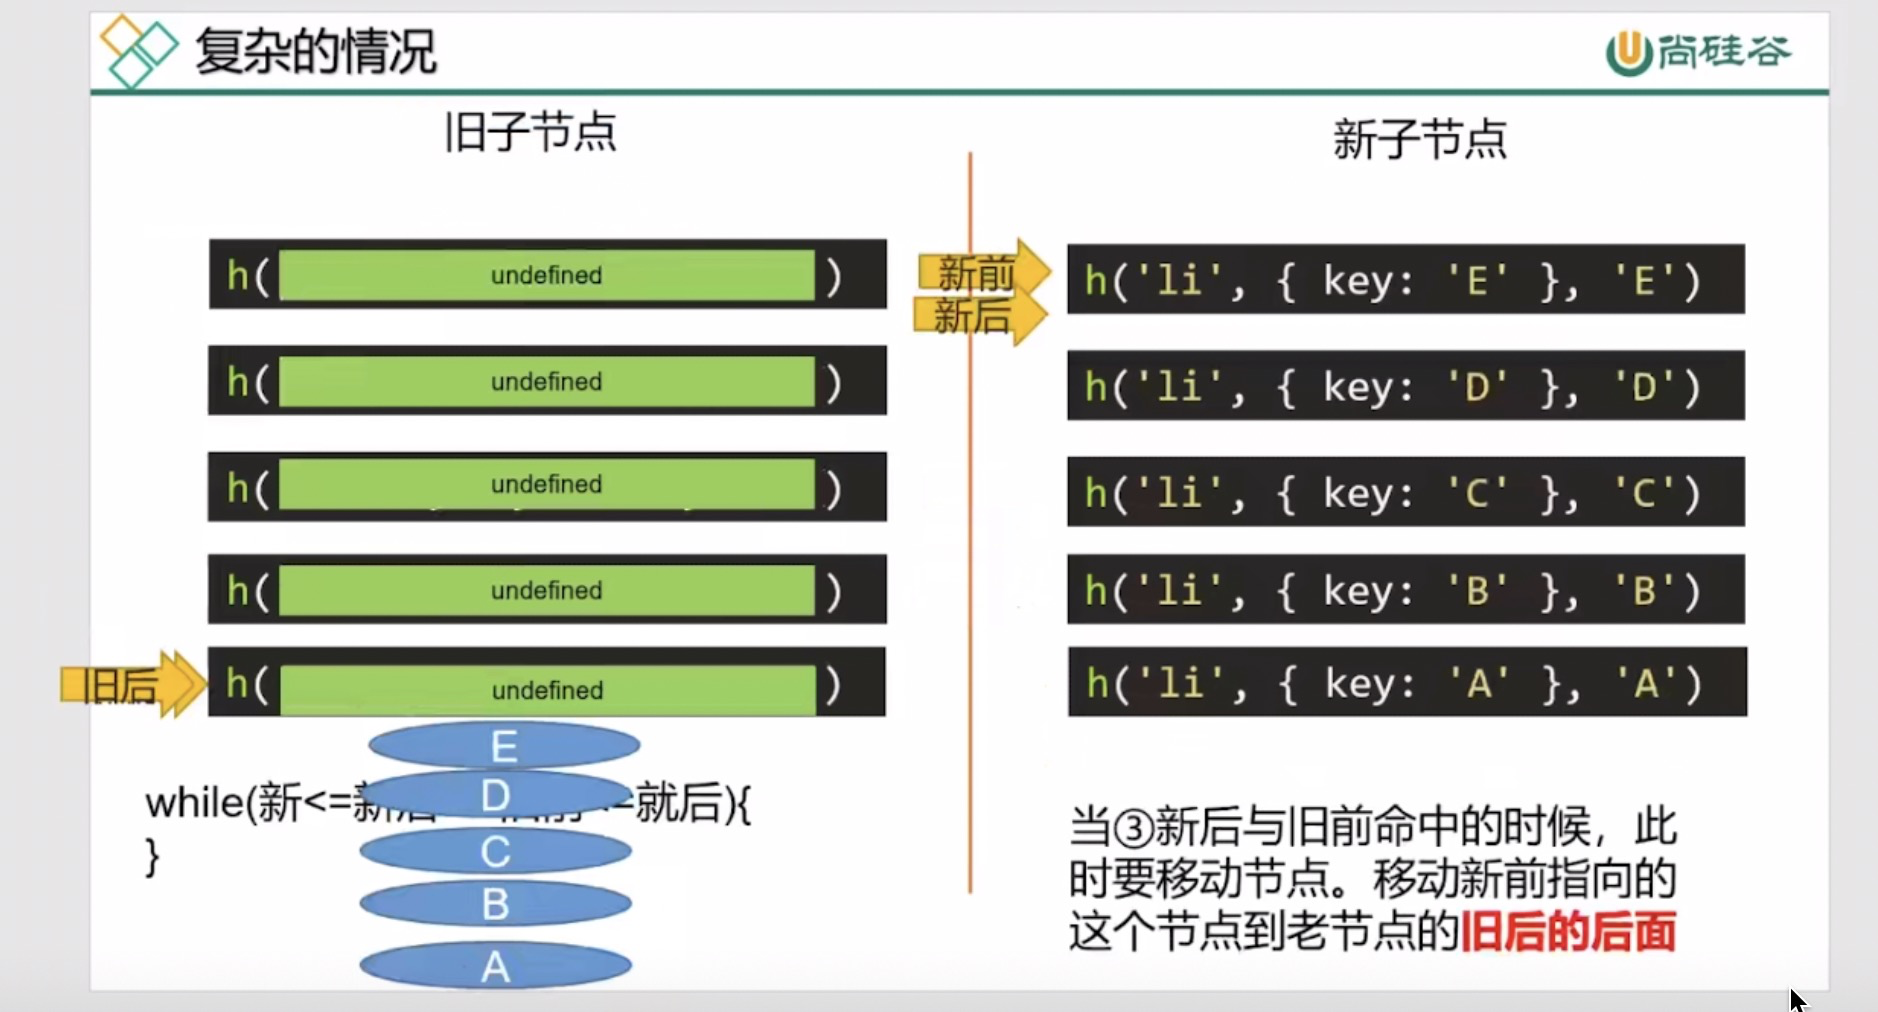 复杂的情况
尚硅谷
旧子节点
新子节点
h( undefined )
h( undefined )
h( undefined )
h( undefined )
旧后 h( undefined )
新前
新后
h('li', { key: 'E' }, 'E')
h('li', { key: 'D' }, 'D')
h('li', { key: 'C' }, 'C')
h('li', { key: 'B' }, 'B')
h('li', { key: 'A' }, 'A')
E
D
C
B
A
while(新<=新 =就后){
}
当③新后与旧前命中的时候，此
时要移动节点。移动新前指向的
这个节点到老节点的旧后的后面